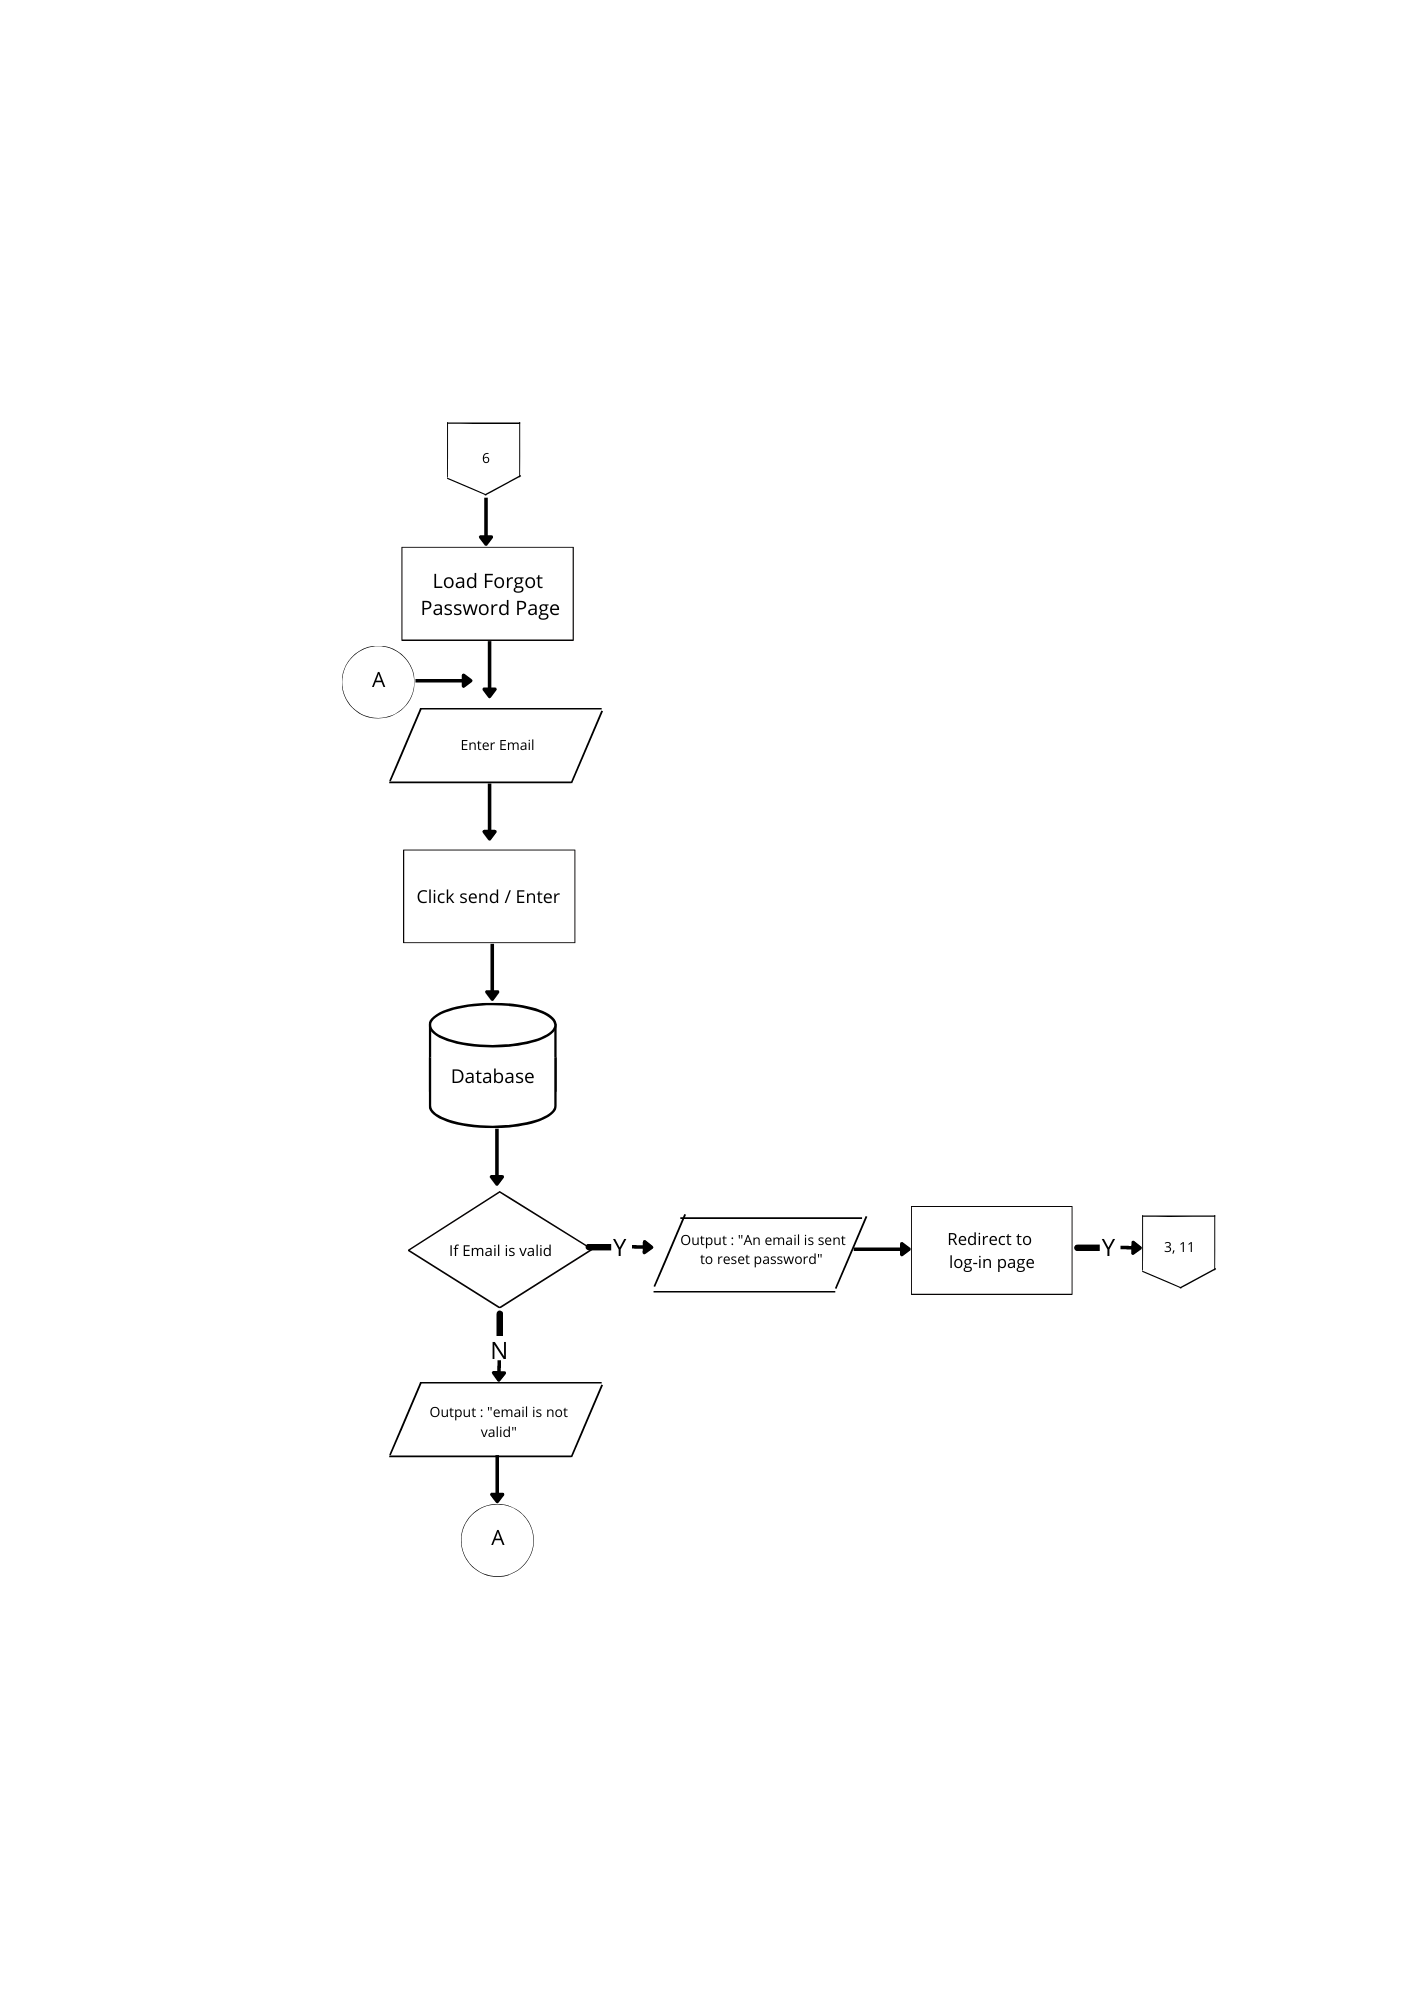 6
Load Forgot
Password Page
A
Enter Email
Click send / Enter
Database
If Email is valid
Y
Output : "An email is sent
to reset password"
Redirect to
log-in page
Y
3, 11
N
Output : "email is not
valid"
A